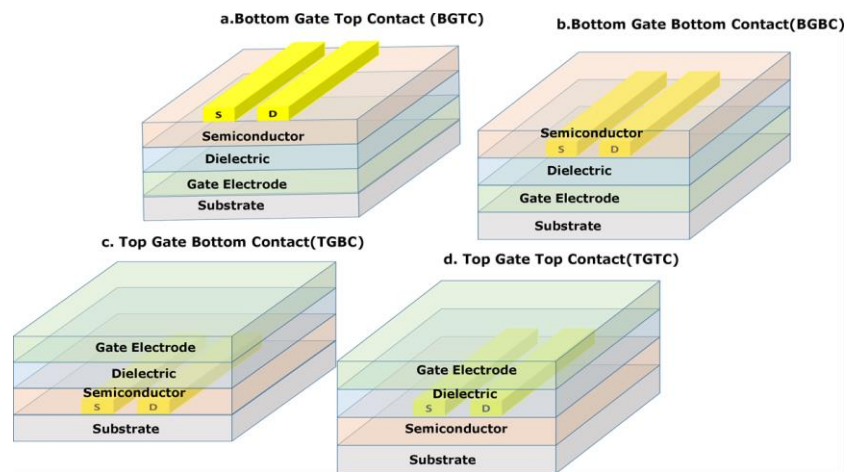 a.Bottom Gate Top Contact (BGTC)
S D
Semiconductor
Dielectric
Gate Electrode
Substrate
b.Bottom Gate Bottom Contact(BGBC)
Semiconductor
S D
Dielectric
Gate Electrode
Substrate
c. Top Gate Bottom Contact(TGBC)
Gate Electrode
Dielectric
Semiconductor
S D
Substrate
d. Top Gate Top Contact(TGTC)
Gate Electrode
Dielectric
S D
Semiconductor
Substrate